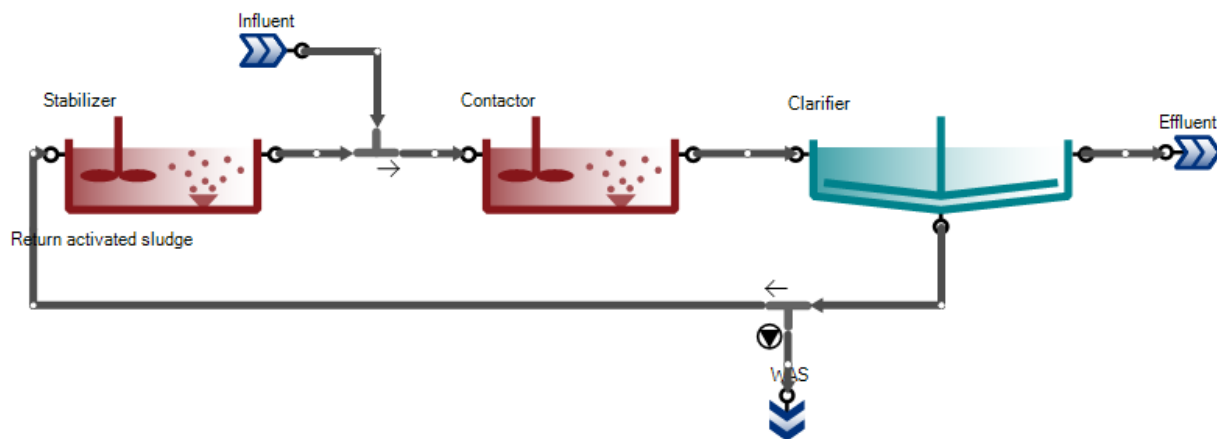 Influent
Stabilizer
Contactor
Clarifier
Effluent
Return activated sludge
WAS